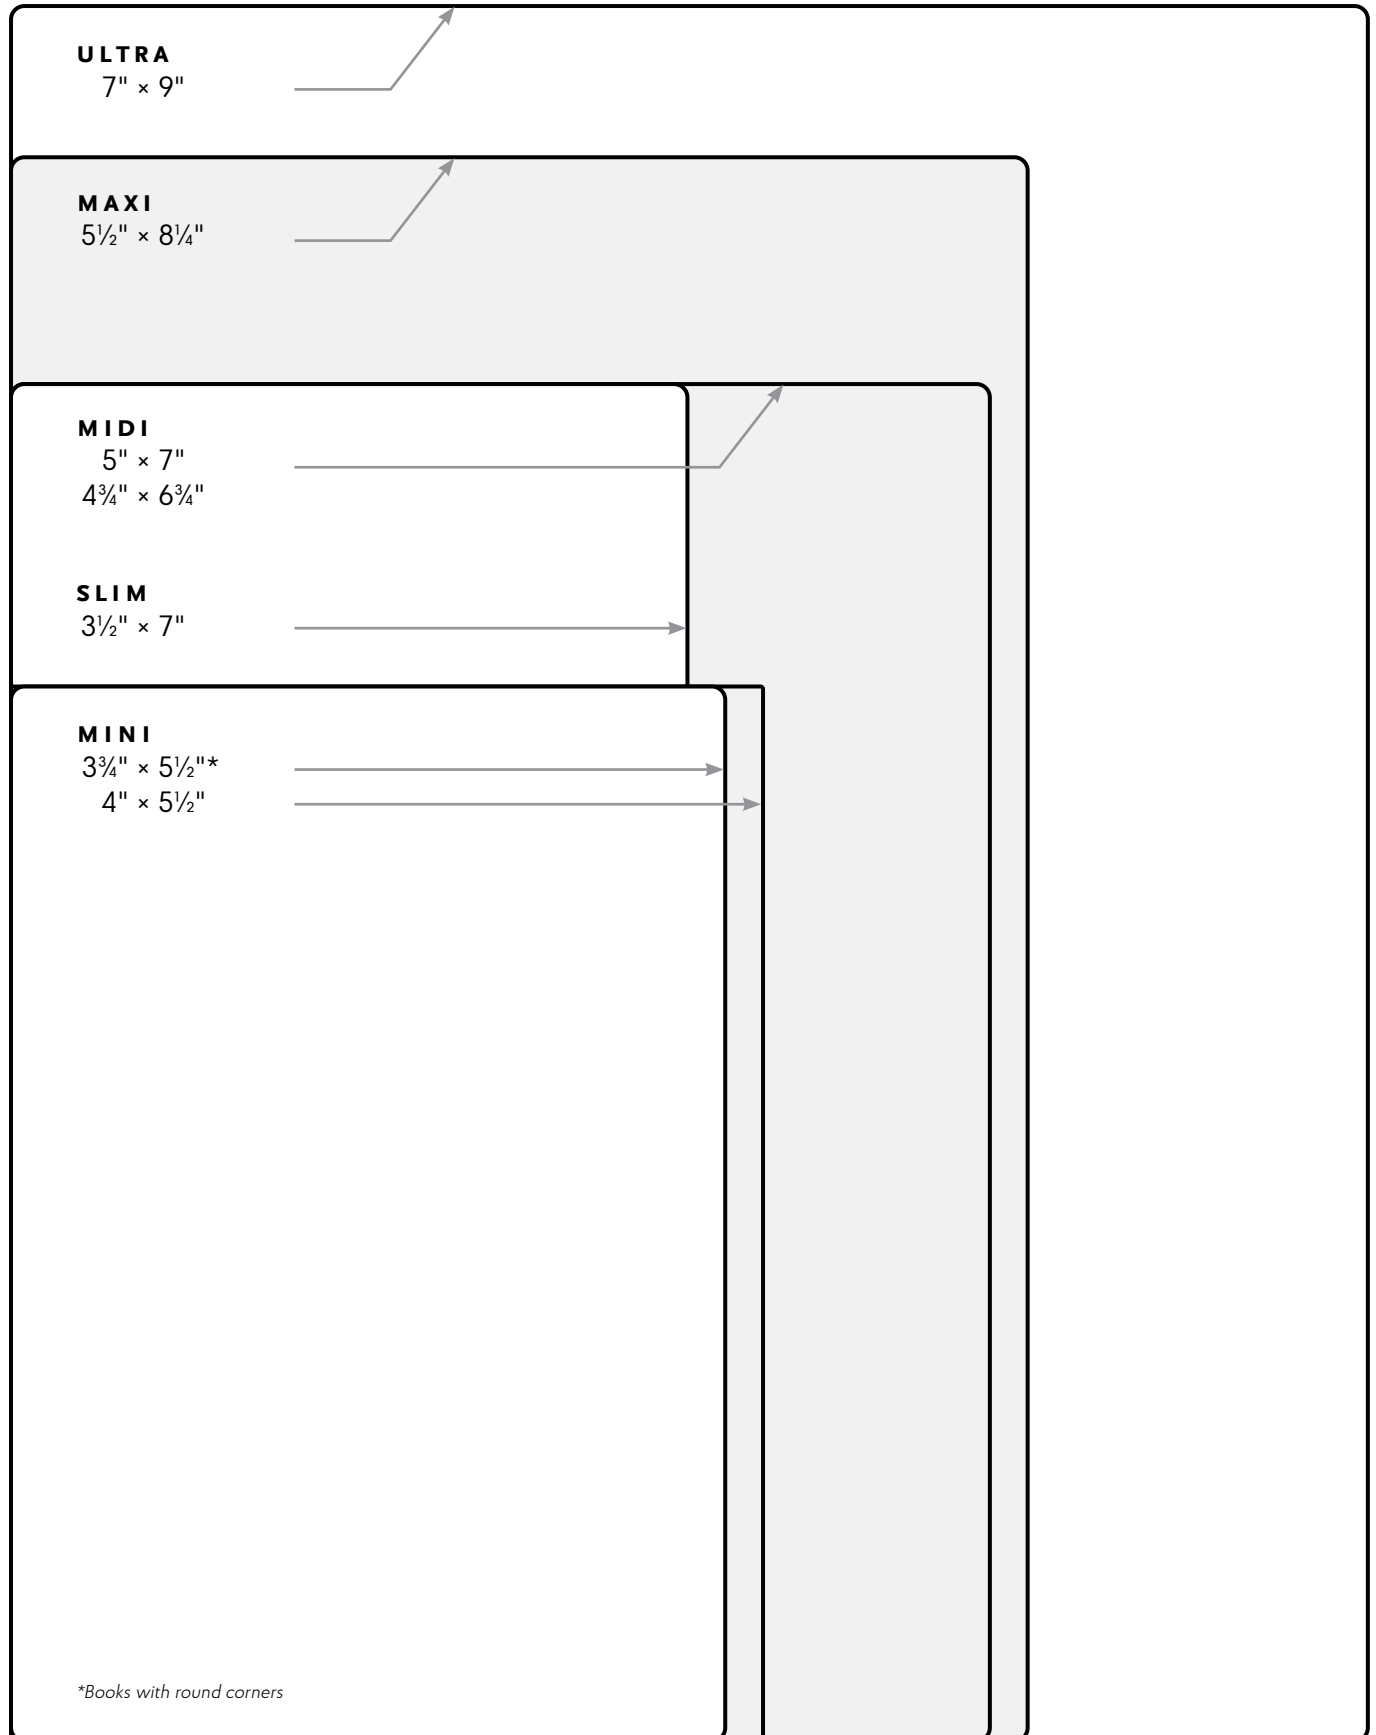 ULTRA
7" × 9"
MAXI
5½" × 8¼"
MIDI
5" × 7"
4¾" × 6¾"
SLIM
3½" × 7"
MINI
3¾" × 5½"*
4" × 5½"
*Books with round corners